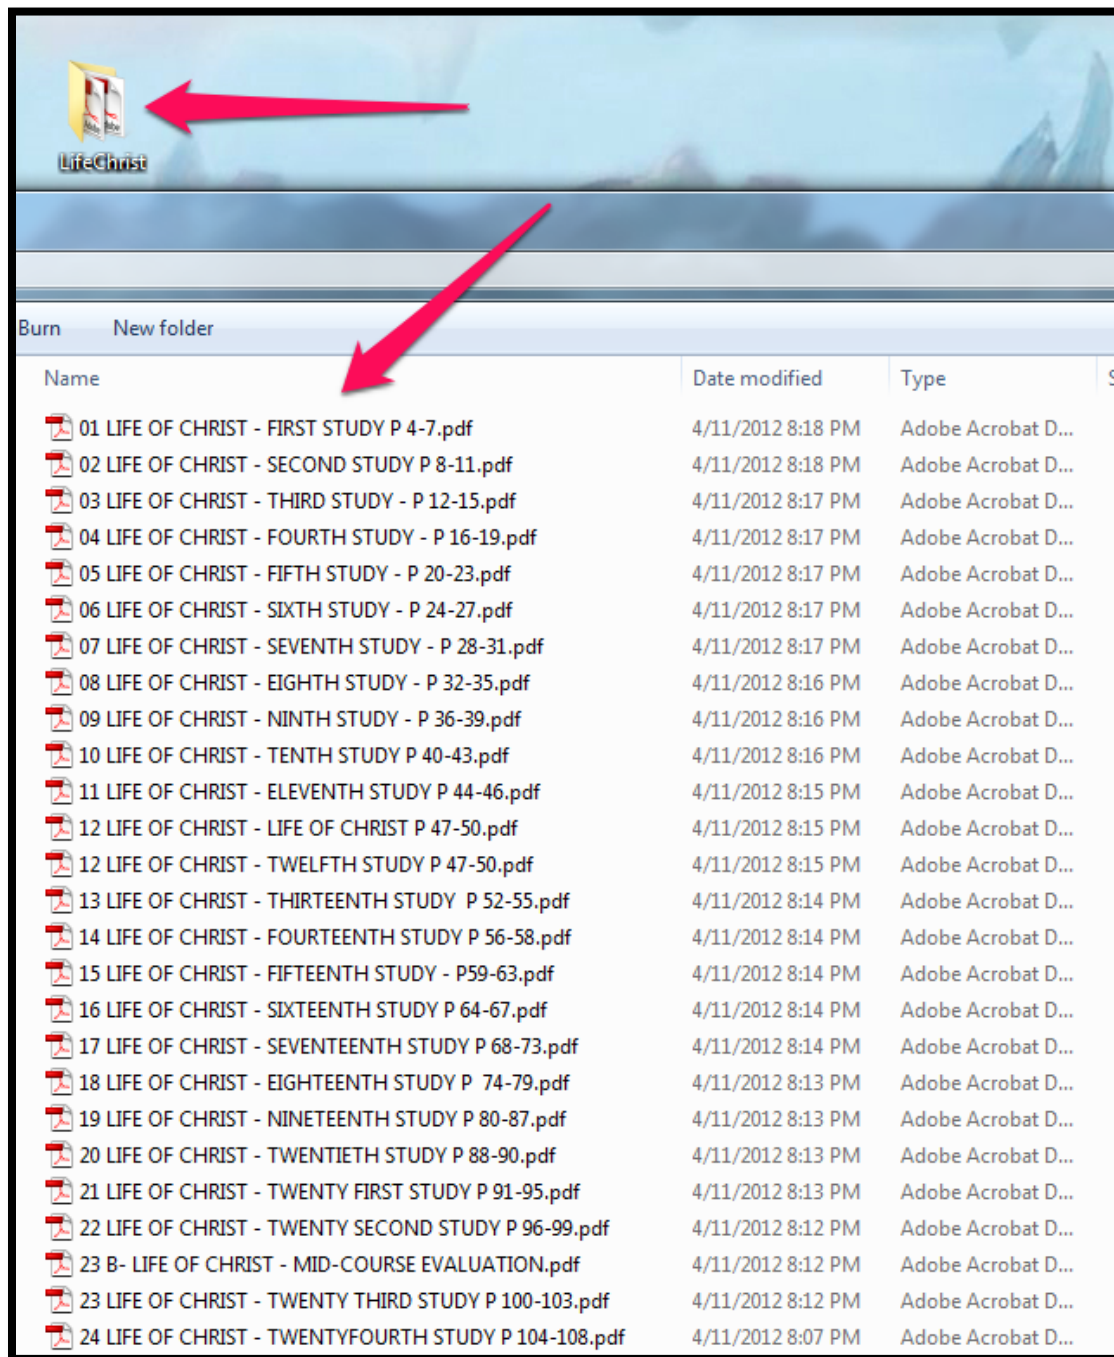 LifeChrist
Burn New folder
Name Date modified Type S
01 LIFE OF CHRIST - FIRST STUDY P 4-7.pdf 4/11/2012 8:18 PM Adobe Acrobat D...
02 LIFE OF CHRIST - SECOND STUDY P 8-11.pdf 4/11/2012 8:18 PM Adobe Acrobat D...
03 LIFE OF CHRIST - THIRD STUDY - P 12-15.pdf 4/11/2012 8:17 PM Adobe Acrobat D...
04 LIFE OF CHRIST - FOURTH STUDY - P 16-19.pdf 4/11/2012 8:17 PM Adobe Acrobat D...
05 LIFE OF CHRIST - FIFTH STUDY - P 20-23.pdf 4/11/2012 8:17 PM Adobe Acrobat D...
06 LIFE OF CHRIST - SIXTH STUDY - P 24-27.pdf 4/11/2012 8:17 PM Adobe Acrobat D...
07 LIFE OF CHRIST - SEVENTH STUDY - P 28-31.pdf 4/11/2012 8:17 PM Adobe Acrobat D...
08 LIFE OF CHRIST - EIGHTH STUDY - P 32-35.pdf 4/11/2012 8:16 PM Adobe Acrobat D...
09 LIFE OF CHRIST - NINTH STUDY - P 36-39.pdf 4/11/2012 8:16 PM Adobe Acrobat D...
10 LIFE OF CHRIST - TENTH STUDY P 40-43.pdf 4/11/2012 8:16 PM Adobe Acrobat D...
11 LIFE OF CHRIST - ELEVENTH STUDY P 44-46.pdf 4/11/2012 8:15 PM Adobe Acrobat D...
12 LIFE OF CHRIST - LIFE OF CHRIST P 47-50.pdf 4/11/2012 8:15 PM Adobe Acrobat D...
12 LIFE OF CHRIST - TWELFTH STUDY P 47-50.pdf 4/11/2012 8:15 PM Adobe Acrobat D...
13 LIFE OF CHRIST - THIRTEENTH STUDY  P 52-55.pdf 4/11/2012 8:14 PM Adobe Acrobat D...
14 LIFE OF CHRIST - FOURTEENTH STUDY P 56-58.pdf 4/11/2012 8:14 PM Adobe Acrobat D...
15 LIFE OF CHRIST - FIFTEENTH STUDY - P59-63.pdf 4/11/2012 8:14 PM Adobe Acrobat D...
16 LIFE OF CHRIST - SIXTEENTH STUDY P 64-67.pdf 4/11/2012 8:14 PM Adobe Acrobat D...
17 LIFE OF CHRIST - SEVENTEENTH STUDY P 68-73.pdf 4/11/2012 8:14 PM Adobe Acrobat D...
18 LIFE OF CHRIST - EIGHTEENTH STUDY P  74-79.pdf 4/11/2012 8:13 PM Adobe Acrobat D...
19 LIFE OF CHRIST - NINETEENTH STUDY P 80-87.pdf 4/11/2012 8:13 PM Adobe Acrobat D...
20 LIFE OF CHRIST - TWENTIETH STUDY P 88-90.pdf 4/11/2012 8:13 PM Adobe Acrobat D...
21 LIFE OF CHRIST - TWENTY FIRST STUDY P 91-95.pdf 4/11/2012 8:13 PM Adobe Acrobat D...
22 LIFE OF CHRIST - TWENTY SECOND STUDY P 96-99.pdf 4/11/2012 8:12 PM Adobe Acrobat D...
23 B- LIFE OF CHRIST - MID-COURSE EVALUATION.pdf 4/11/2012 8:12 PM Adobe Acrobat D...
23 LIFE OF CHRIST - TWENTY THIRD STUDY P 100-103.pdf 4/11/2012 8:12 PM Adobe Acrobat D...
24 LIFE OF CHRIST - TWENTYFOURTH STUDY P 104-108.pdf 4/11/2012 8:07 PM Adobe Acrobat D...